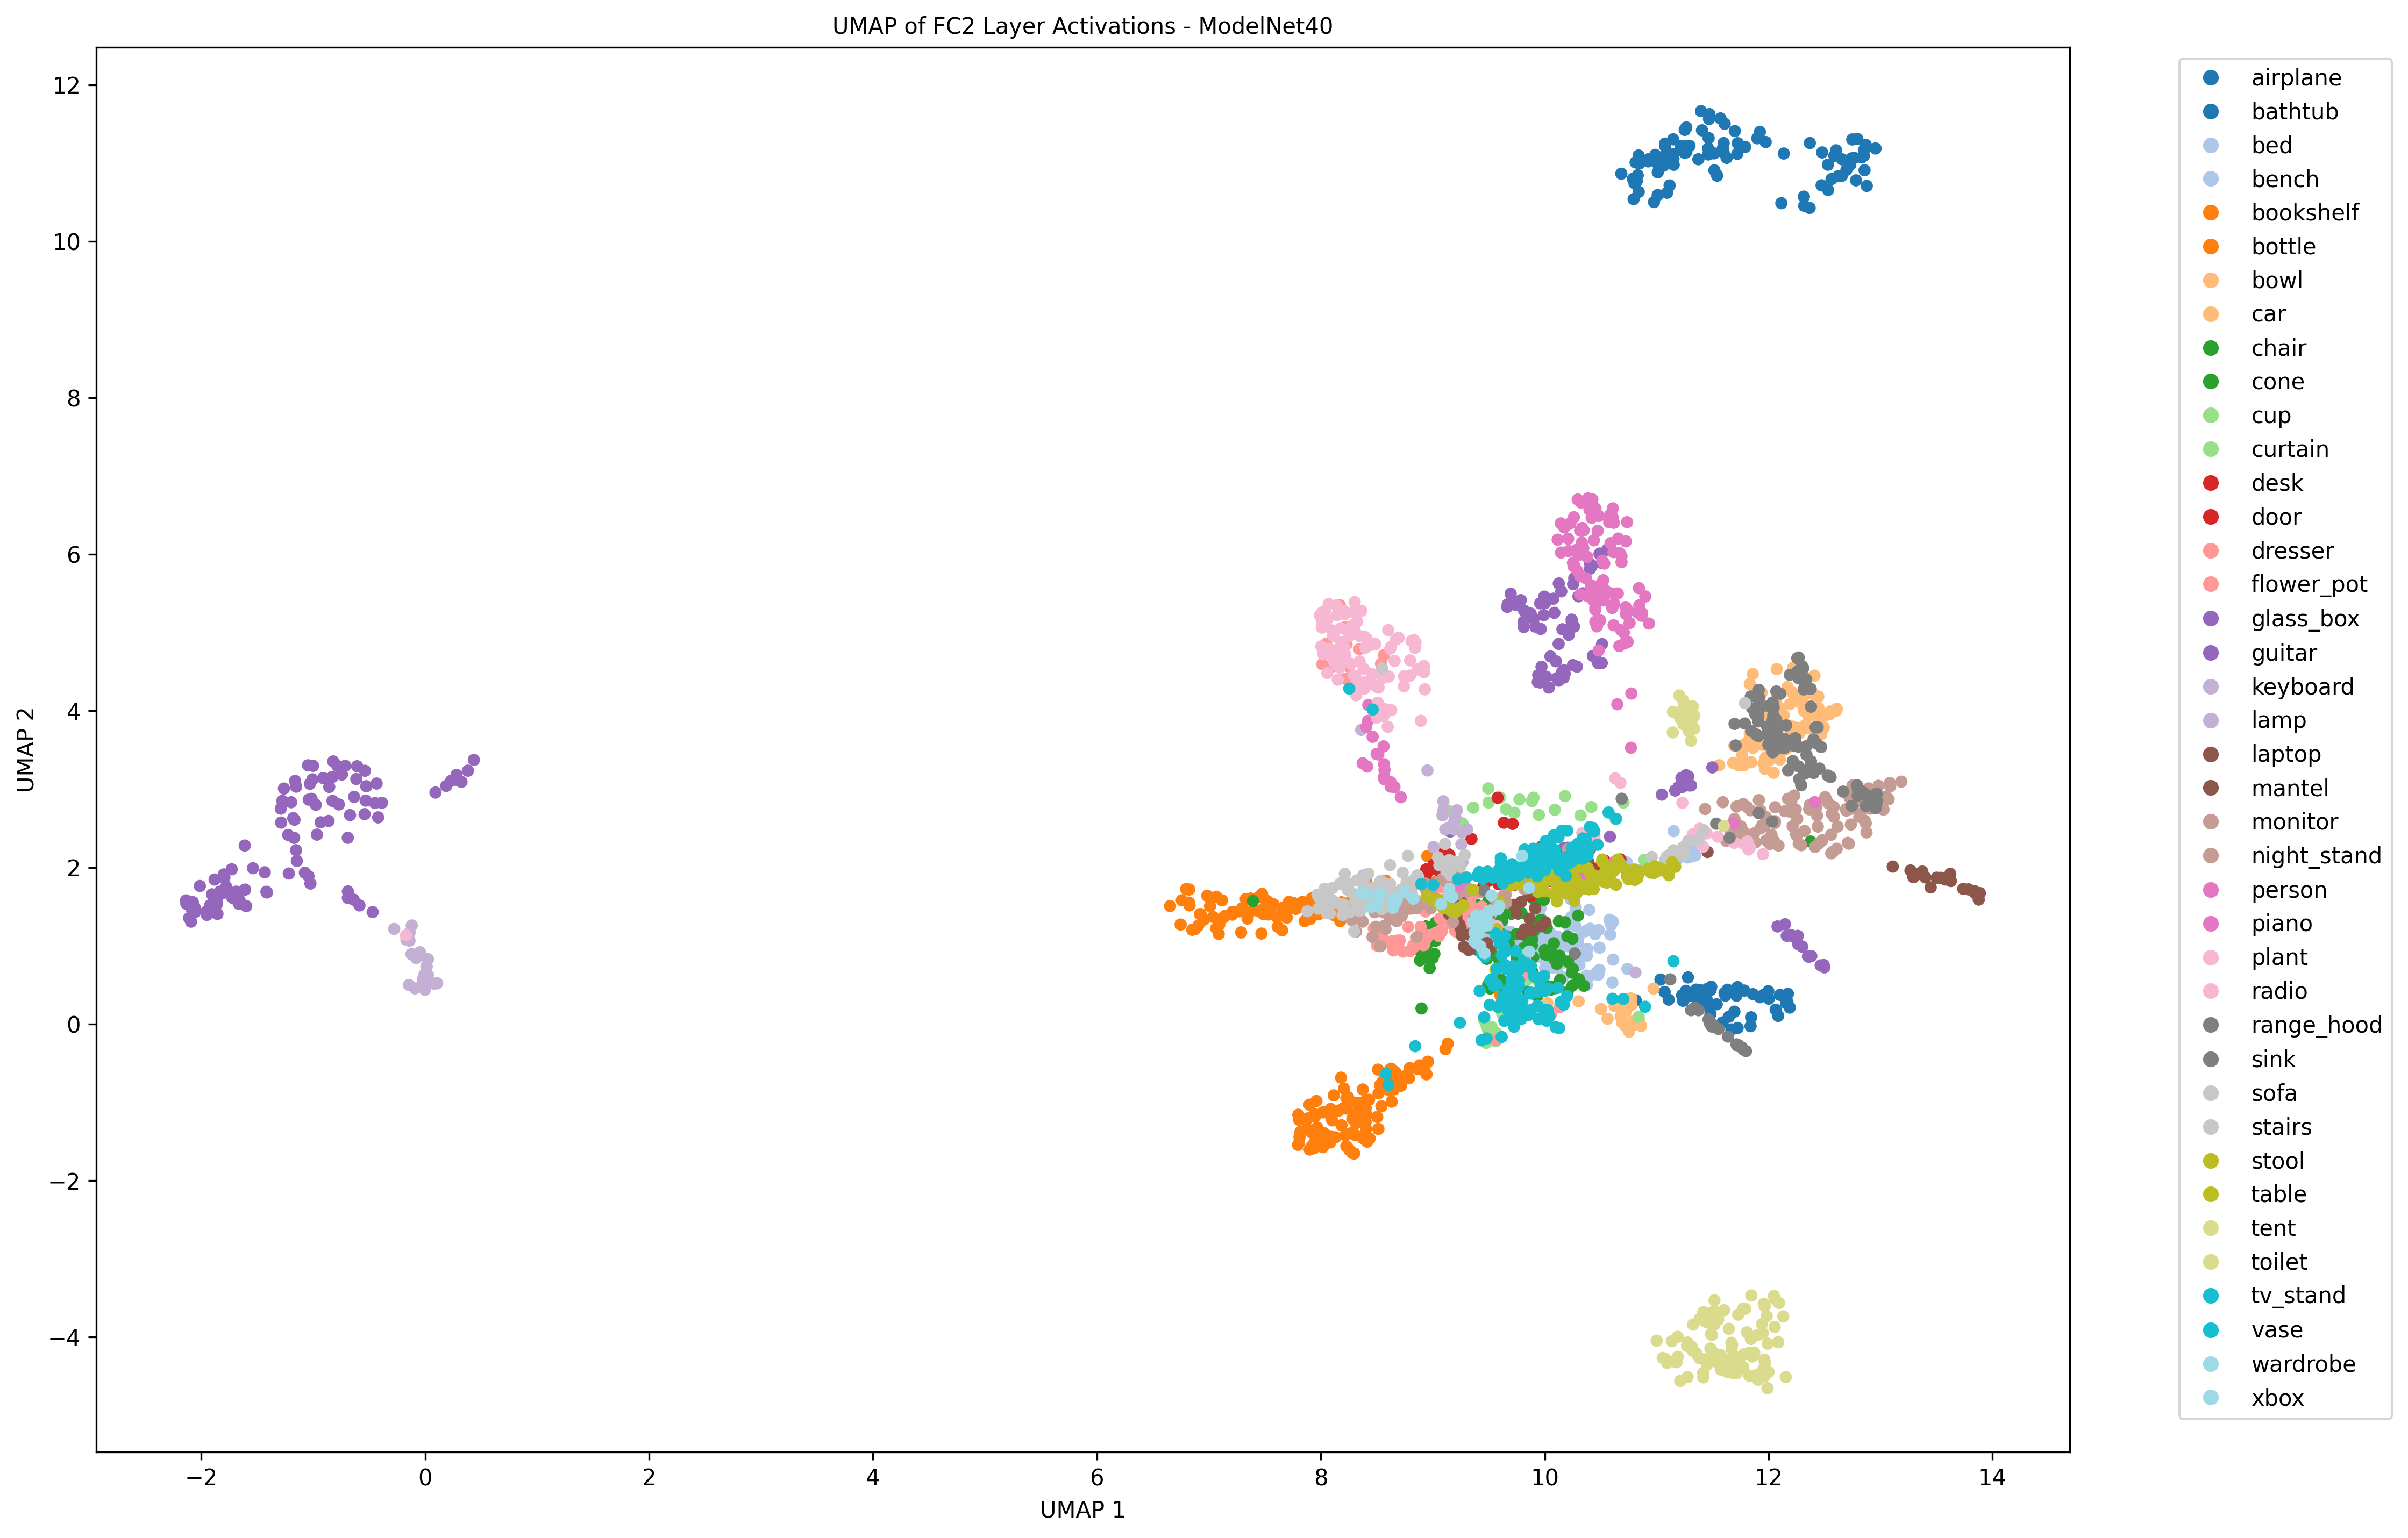 UMAP of FC2 Layer Activations - ModelNet40
12
10
8
6
4
2
0
−2
−4
UMAP 2
−2
0
2
4
6
8
10
12
14
UMAP 1
airplane
bathtub
bed
bench
bookshelf
bottle
bowl
car
chair
cone
cup
curtain
desk
door
dresser
flower_pot
glass_box
guitar
keyboard
lamp
laptop
mantel
monitor
night_stand
person
piano
plant
radio
range_hood
sink
sofa
stairs
stool
table
tent
toilet
tv_stand
vase
wardrobe
xbox